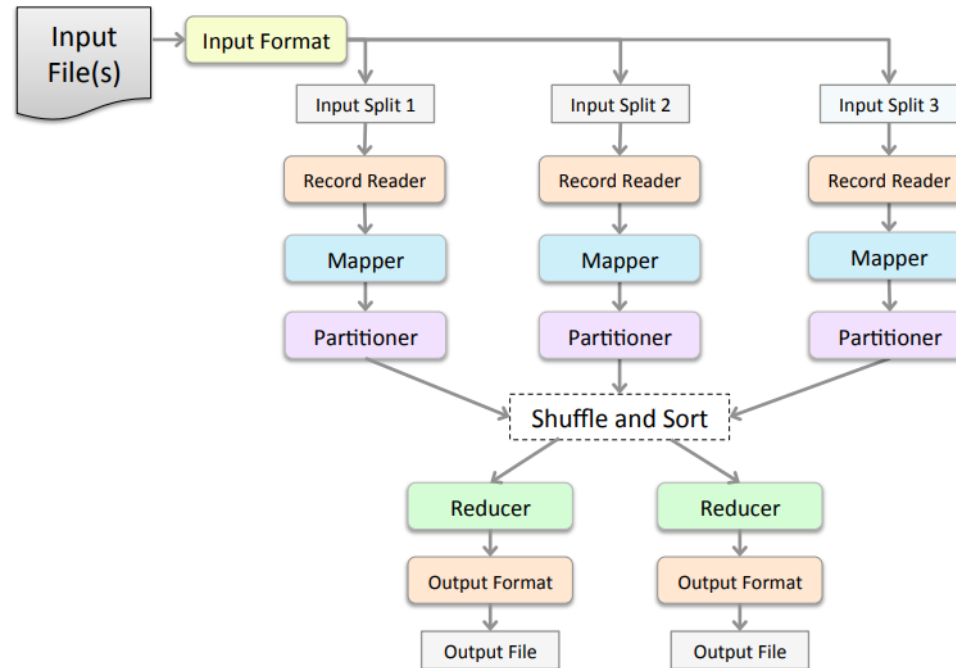 Input
File(s)
Input Format
Input Split 1
Input Split 2
Input Split 3
Record Reader
Record Reader
Record Reader
Mapper
Mapper
Mapper
Partitioner
Partitioner
Partitioner
Shuffle and Sort
Reducer
Reducer
Output Format
Output Format
Output File
Output File